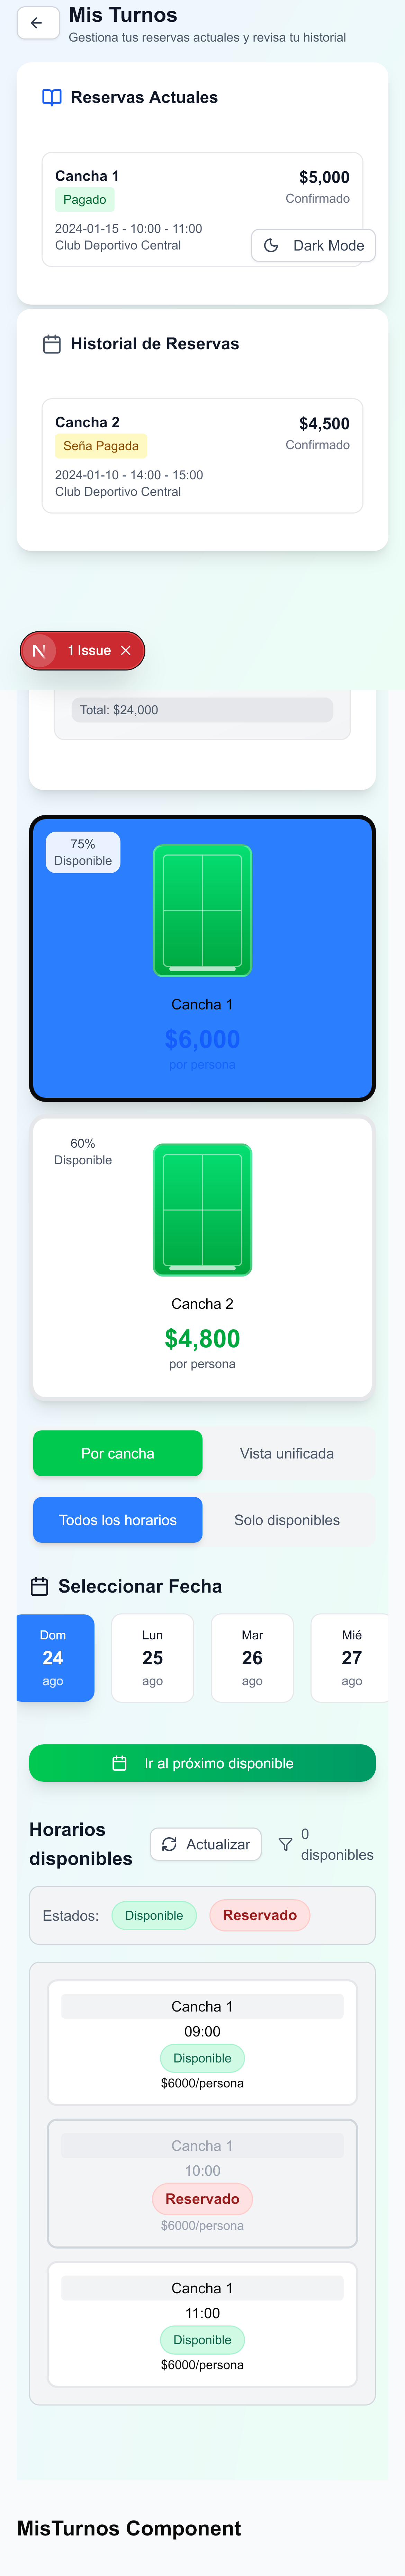 Mis Turnos
Gestiona tus reservas actuales y revisa tu historial
Reservas Actuales
Cancha 1
$5,000
Pagado
Confirmado
2024-01-15 - 10:00 - 11:00
Club Deportivo Central
Dark Mode
Historial de Reservas
Cancha 2
$4,500
Seña Pagada
Confirmado
2024-01-10 - 14:00 - 15:00
Club Deportivo Central
N
1 Issue
Total: $24,000
75%
Disponible
Cancha 1
$6,000
por persona
60%
Disponible
Cancha 2
$4,800
por persona
Por cancha
Vista unificada
Todos los horarios
Solo disponibles
Seleccionar Fecha
Dom
24
ago
Lun
25
ago
Mar
26
ago
Mié
27
ago
Ir al próximo disponible
Horarios
disponibles
Actualizar
0
disponibles
Estados:
Disponible
Reservado
Cancha 1
09:00
Disponible
$6000/persona
Cancha 1
10:00
Reservado
$6000/persona
Cancha 1
11:00
Disponible
$6000/persona
MisTurnos Component